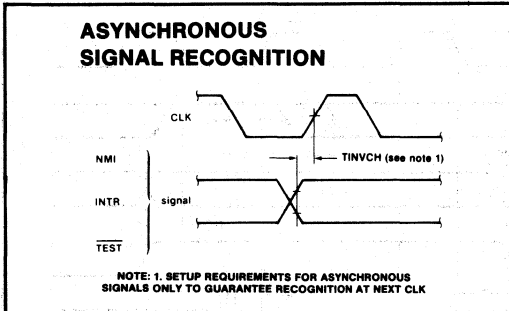 ASYNCHRONOUS
SIGNAL RECOGNITION
CLK
TINVCH (see note 1)
NMI
INTR
signal
TEST
NOTE: 1. SETUP REQUIREMENTS FOR ASYNCHRONOUS
SIGNALS ONLY TO GUARANTEE RECOGNITION AT NEXT CLK